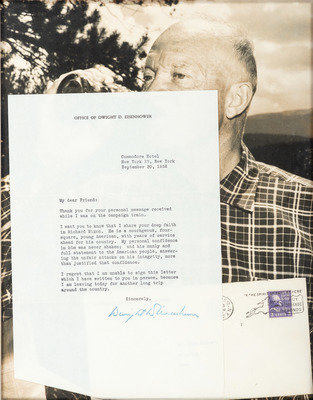 OFFICE OF DWIGHT D. EISENHOWER
Commodore Hotel
New York 17, New York
September 30, 1952
My dear Friend:
Thank you for your personal message received
while I was on the campaign train.
I want you to know that I share your deep faith
in Richard Nixon. He is a courageous, four-
square, young American, with years of service
ahead for his country. My personal confidence
in him was never shaken; and his ample and
full statement to the American people, answer-
ing the unfair attacks on his integrity, more
than justified that confidence.
I regret that I am unable to sign this letter
which I have written to you in person, because
I am leaving today for another long trip
around the country.
Sincerely,
Dwight D Eisenhower